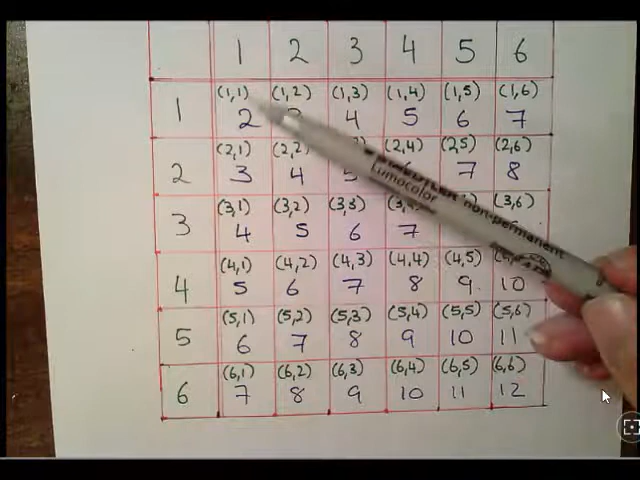 1 2 3 4 5 6
(1,1) (1,2) (1,3) (1,4) (1,5) (1,6)
1 2 4 5 6 7
(2,1) (2,2) (2,4) (2,5) (2,6)
2 3 4 7 8
(3,1) (3,2) (3,3) (3,6)
3 4 5 6 7
STAEDTLER non-permanent
Lumocolor
(4,1) (4,2) (4,3) (4,4) (4,5)
4 5 6 7 8 9 10
(5,1) (5,2) (5,3) (5,4) (5,5) (5,6)
5 6 7 8 9 10 11
(6,1) (6,2) (6,3) (6,4) (6,5) (6,6)
6 7 8 9 10 11 12